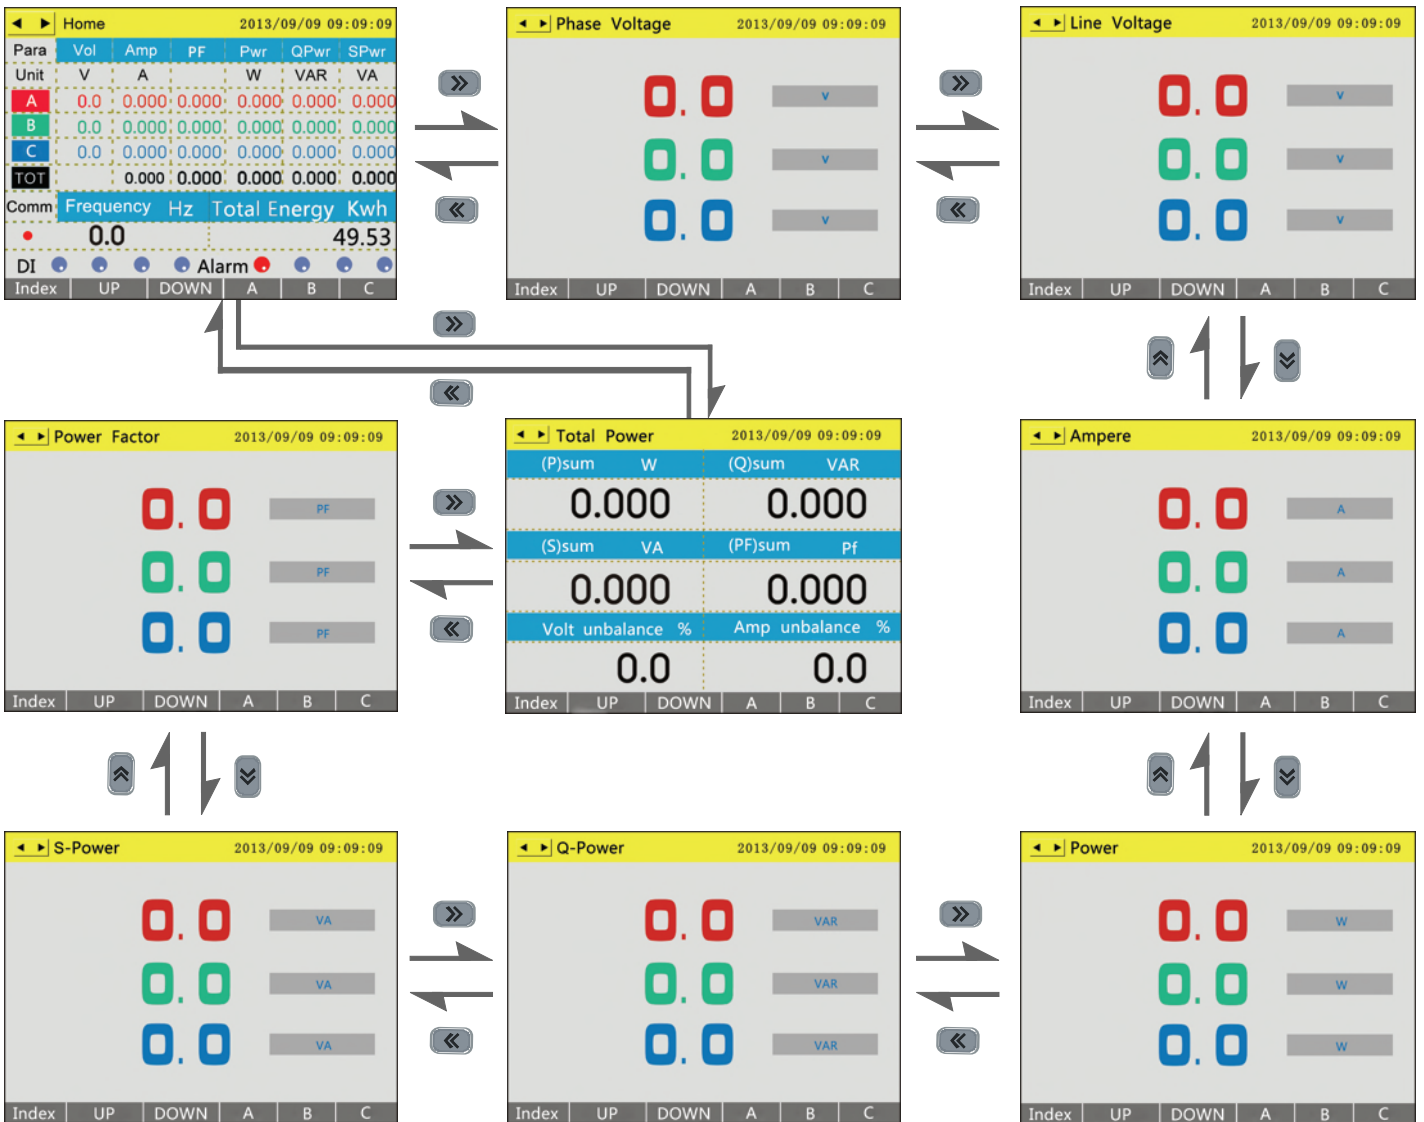 Home 2013/09/09 09:09:09
Para Vol Amp PF Pwr QPwr SPwr
Unit V A W VAR VA
A 0.0 0.000 0.000 0.000 0.000 0.000
B 0.0 0.000 0.000 0.000 0.000 0.000
C 0.0 0.000 0.000 0.000 0.000 0.000
TOT 0.000 0.000 0.000 0.000 0.000
Comm Frequency Hz Total Energy Kwh
0.0 49.53
DI Alarm
Index UP DOWN A B C
Phase Voltage 2013/09/09 09:09:09
0.0 V
0.0 V
0.0 V
Index UP DOWN A B C
Line Voltage 2013/09/09 09:09:09
0.0 V
0.0 V
0.0 V
Index UP DOWN A B C
Power Factor 2013/09/09 09:09:09
0.0 PF
0.0 PF
0.0 PF
Index UP DOWN A B C
Total Power 2013/09/09 09:09:09
(P)sum W (Q)sum VAR
0.000 0.000
(S)sum VA (PF)sum Pf
0.000 0.000
Volt unbalance % Amp unbalance %
0.0 0.0
Index UP DOWN A B C
Ampere 2013/09/09 09:09:09
0.0 A
0.0 A
0.0 A
Index UP DOWN A B C
S-Power 2013/09/09 09:09:09
0.0 VA
0.0 VA
0.0 VA
Index UP DOWN A B C
Q-Power 2013/09/09 09:09:09
0.0 VAR
0.0 VAR
0.0 VAR
Index UP DOWN A B C
Power 2013/09/09 09:09:09
0.0 W
0.0 W
0.0 W
Index UP DOWN A B C